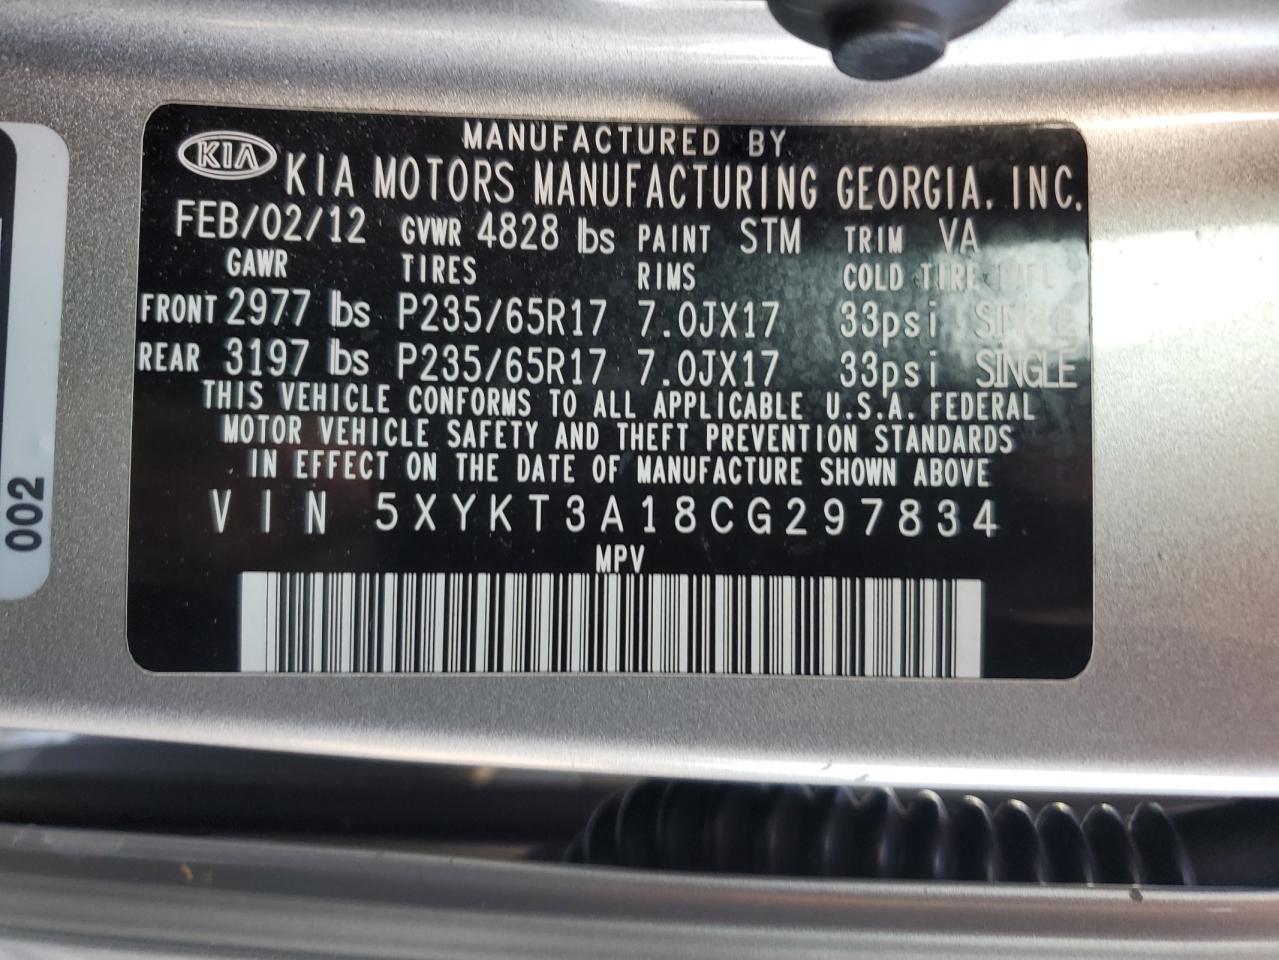 MANUFACTURED BY
KIA KIA MOTORS MANUFACTURING GEORGIA, INC.
FEB/02/12 GVWR 4828 lbs PAINT STM TRIM VA
GAWR TIRES RIMS COLD TIRE INFL
FRONT 2977 lbs P235/65R17 7.0JX17 33psi SINGLE
REAR 3197 lbs P235/65R17 7.0JX17 33psi SINGLE
THIS VEHICLE CONFORMS TO ALL APPLICABLE U.S.A. FEDERAL
MOTOR VEHICLE SAFETY AND THEFT PREVENTION STANDARDS
IN EFFECT ON THE DATE OF MANUFACTURE SHOWN ABOVE
VIN 5XYKT3A18CG297834
MPV
002